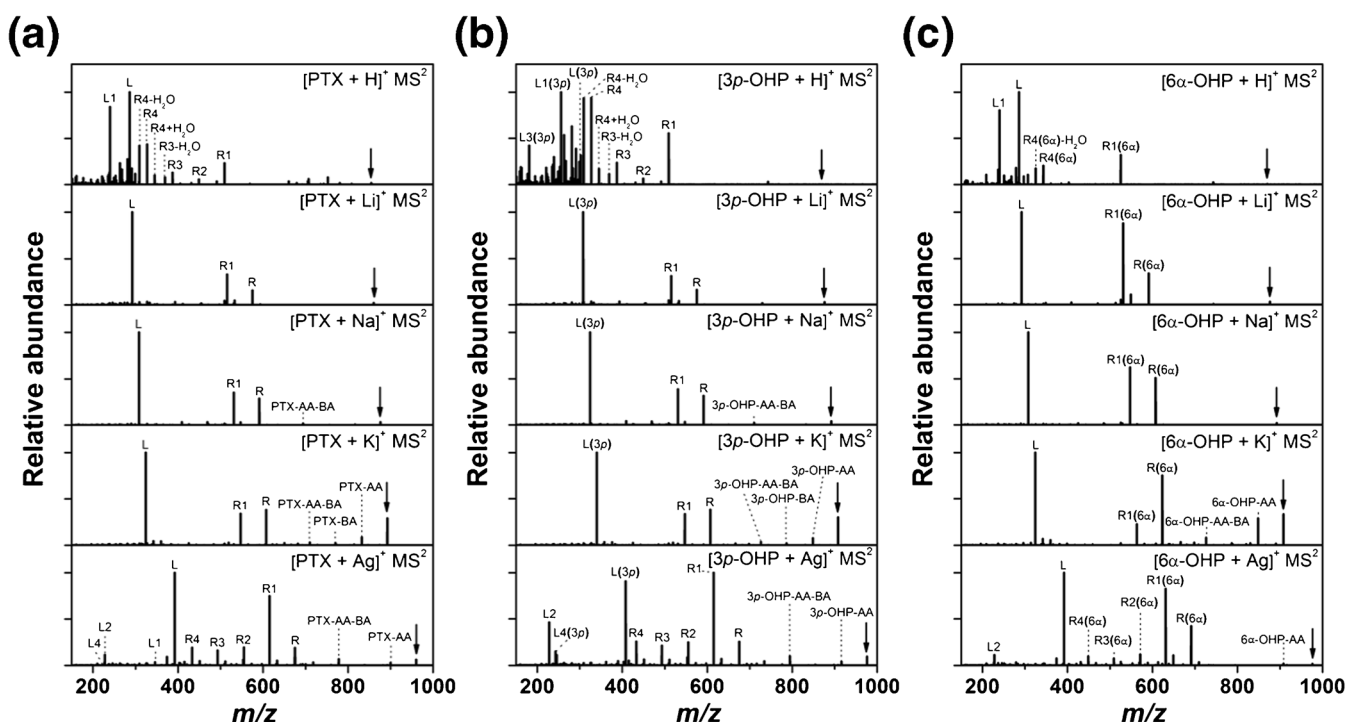 (a)
Relative abundance
[PTX + H]⁺ MS²
L1
L
R4-H₂O
R4
R4+H₂O
R3-H₂O
R3
R2
R1
[PTX + Li]⁺ MS²
L
R1
R
[PTX + Na]⁺ MS²
L
R1
R
PTX-AA-BA
[PTX + K]⁺ MS²
L
R1
R
PTX-AA-BA
PTX-BA
PTX-AA
[PTX + Ag]⁺ MS²
L4
L2
L1
L
R4
R3
R2
R1
R
PTX-AA-BA
PTX-AA
200 400 600 800 1000
m/z
(b)
Relative abundance
[3p-OHP + H]⁺ MS²
L3(3p)
L1(3p)
L(3p)
R4-H₂O
R4
R4+H₂O
R3-H₂O
R3
R2
R1
[3p-OHP + Li]⁺ MS²
L(3p)
R1
R
[3p-OHP + Na]⁺ MS²
L(3p)
R1
R
3p-OHP-AA-BA
[3p-OHP + K]⁺ MS²
L(3p)
R1
R
3p-OHP-AA-BA
3p-OHP-BA
3p-OHP-AA
[3p-OHP + Ag]⁺ MS²
L2
L4(3p)
L(3p)
R4
R3
R2
R1
R
3p-OHP-AA-BA
3p-OHP-AA
200 400 600 800 1000
m/z
(c)
Relative abundance
[6α-OHP + H]⁺ MS²
L1
L
R4(6α)-H₂O
R4(6α)
R1(6α)
[6α-OHP + Li]⁺ MS²
L
R1(6α)
R(6α)
[6α-OHP + Na]⁺ MS²
L
R1(6α)
R(6α)
[6α-OHP + K]⁺ MS²
L
R1(6α)
R(6α)
6α-OHP-AA-BA
6α-OHP-AA
[6α-OHP + Ag]⁺ MS²
L2
L
R4(6α)
R3(6α)
R2(6α)
R1(6α)
R(6α)
6α-OHP-AA
200 400 600 800 1000
m/z